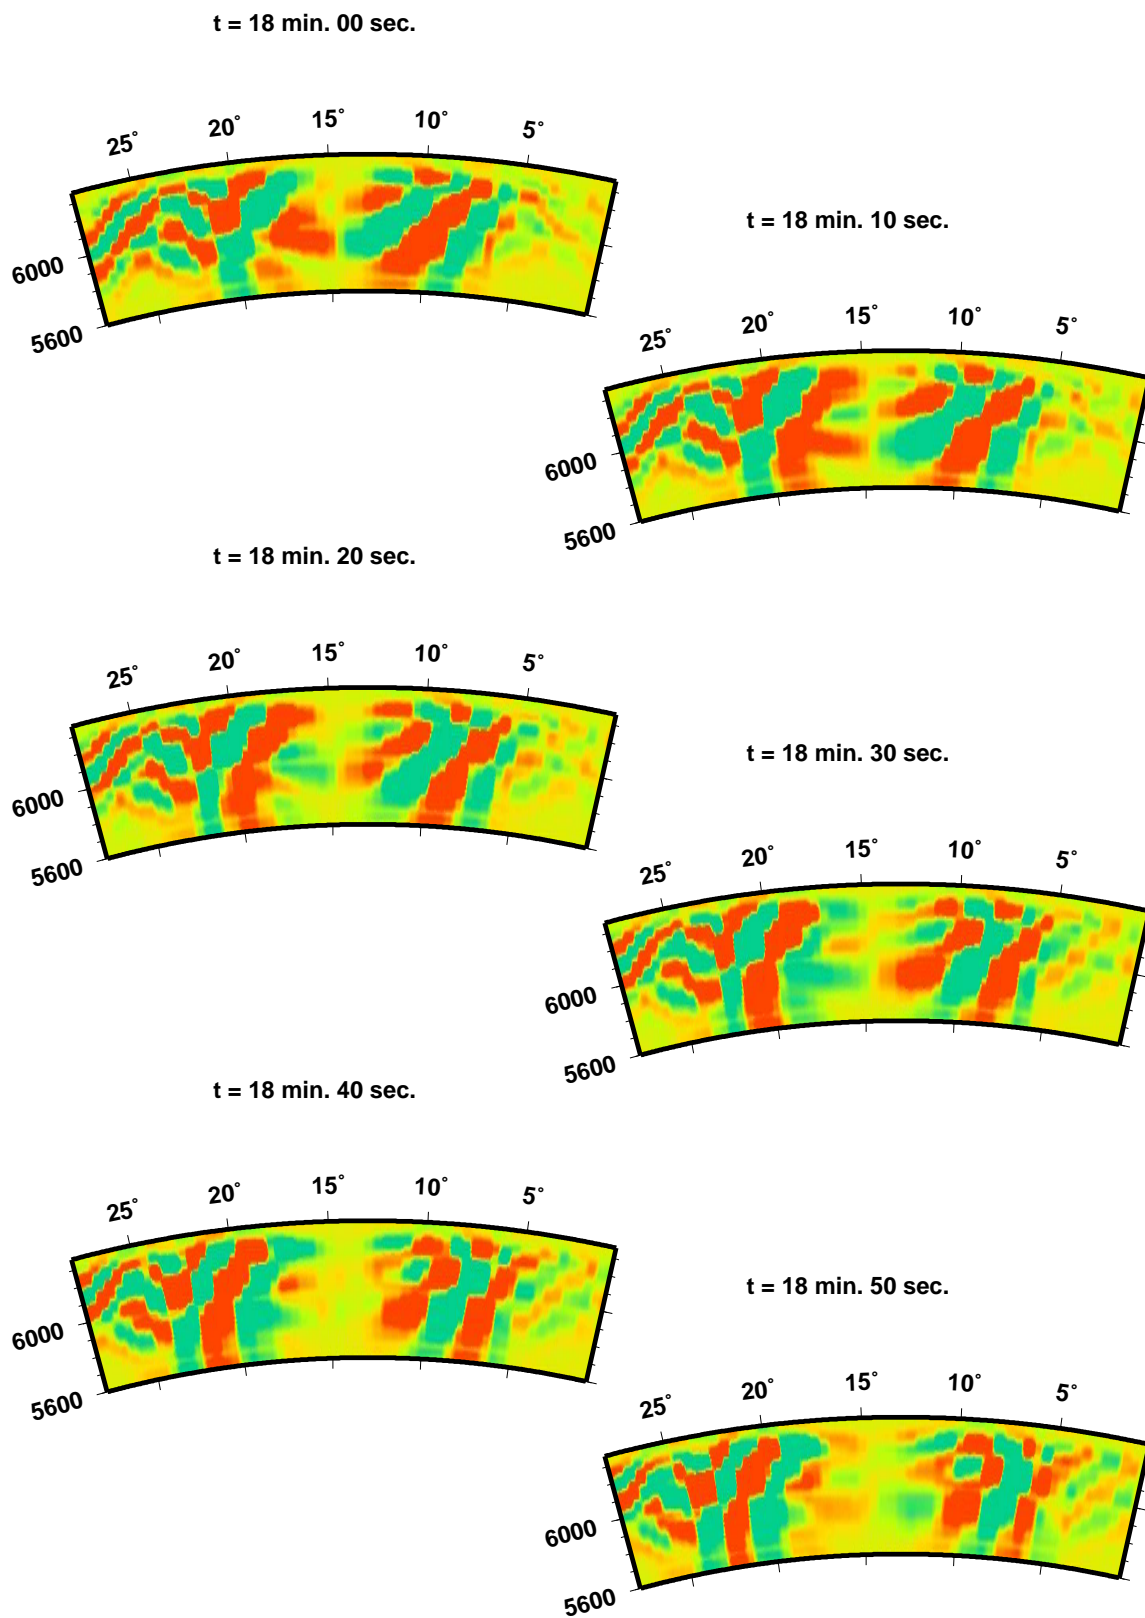 t = 18 min. 00 sec.
25° 20° 15° 10° 5°
6000
5600
t = 18 min. 10 sec.
25° 20° 15° 10° 5°
6000
5600
t = 18 min. 20 sec.
25° 20° 15° 10° 5°
6000
5600
t = 18 min. 30 sec.
25° 20° 15° 10° 5°
6000
5600
t = 18 min. 40 sec.
25° 20° 15° 10° 5°
6000
5600
t = 18 min. 50 sec.
25° 20° 15° 10° 5°
6000
5600